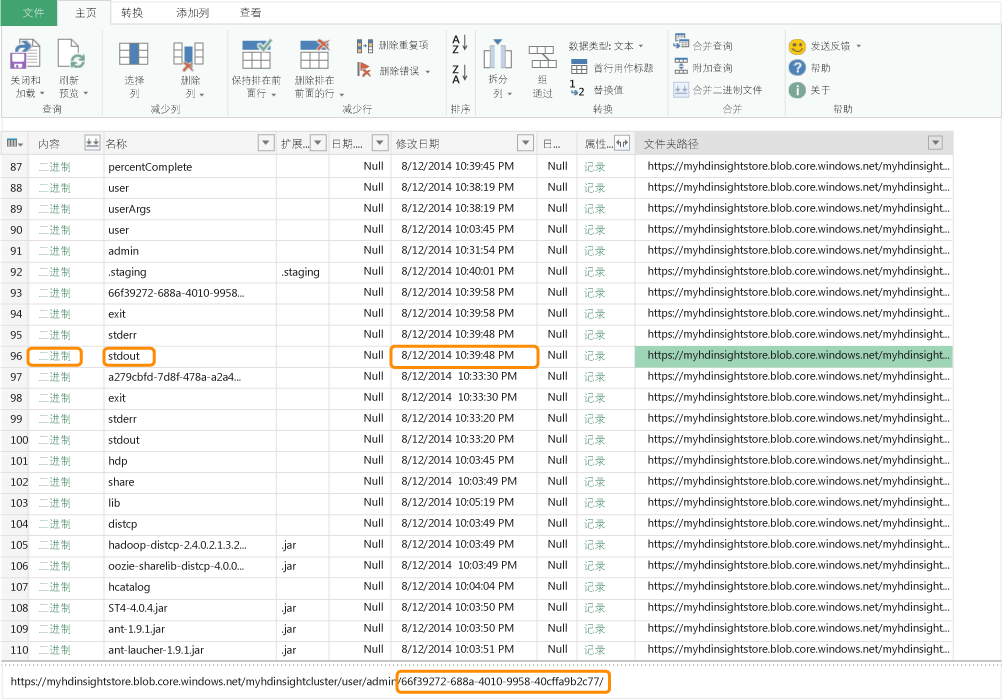 文件 主页 转换 添加列 查看
关闭和
加载
刷新
预览
选择
列
删除
列
保持排在前
面行
删除排在
前面的行
删除重复项
删除错误
A
Z
Z
A
拆分
列
组
通过
数据类型: 文本
首行用作标题
1
2
替换值
合并查询
附加查询
合并二进制文件
发送反馈
帮助
关于
查询 减少列 减少行 排序 转换 合并 帮助
内容 名称 扩展... 日期.... 修改日期 日... 属性... 文件夹路径
87 二进制 percentComplete Null 8/12/2014 10:39:45 PM Null 记录 https://myhdinsightstore.blob.core.windows.net/myhdinsight...
88 二进制 user Null 8/12/2014 10:38:19 PM Null 记录 https://myhdinsightstore.blob.core.windows.net/myhdinsight...
89 二进制 userArgs Null 8/12/2014 10:38:19 PM Null 记录 https://myhdinsightstore.blob.core.windows.net/myhdinsight...
90 二进制 user Null 8/12/2014 10:03:45 PM Null 记录 https://myhdinsightstore.blob.core.windows.net/myhdinsight...
91 二进制 admin Null 8/12/2014 10:31:54 PM Null 记录 https://myhdinsightstore.blob.core.windows.net/myhdinsight...
92 二进制 .staging .staging Null 8/12/2014 10:40:01 PM Null 记录 https://myhdinsightstore.blob.core.windows.net/myhdinsight...
93 二进制 66f39272-688a-4010-9958... Null 8/12/2014 10:39:58 PM Null 记录 https://myhdinsightstore.blob.core.windows.net/myhdinsight...
94 二进制 exit Null 8/12/2014 10:39:58 PM Null 记录 https://myhdinsightstore.blob.core.windows.net/myhdinsight...
95 二进制 stderr Null 8/12/2014 10:39:48 PM Null 记录 https://myhdinsightstore.blob.core.windows.net/myhdinsight...
96 二进制 stdout Null 8/12/2014 10:39:48 PM Null 记录 https://myhdinsightstore.blob.core.windows.net/myhdinsight...
97 二进制 a279cbfd-7d8f-478a-a2a4... Null 8/12/2014 10:33:30 PM Null 记录 https://myhdinsightstore.blob.core.windows.net/myhdinsight...
98 二进制 exit Null 8/12/2014 10:33:30 PM Null 记录 https://myhdinsightstore.blob.core.windows.net/myhdinsight...
99 二进制 stderr Null 8/12/2014 10:33:20 PM Null 记录 https://myhdinsightstore.blob.core.windows.net/myhdinsight...
100 二进制 stdout Null 8/12/2014 10:33:20 PM Null 记录 https://myhdinsightstore.blob.core.windows.net/myhdinsight...
101 二进制 hdp Null 8/12/2014 10:03:45 PM Null 记录 https://myhdinsightstore.blob.core.windows.net/myhdinsight...
102 二进制 share Null 8/12/2014 10:03:49 PM Null 记录 https://myhdinsightstore.blob.core.windows.net/myhdinsight...
103 二进制 lib Null 8/12/2014 10:05:19 PM Null 记录 https://myhdinsightstore.blob.core.windows.net/myhdinsight...
104 二进制 distcp Null 8/12/2014 10:03:49 PM Null 记录 https://myhdinsightstore.blob.core.windows.net/myhdinsight...
105 二进制 hadoop-distcp-2.4.0.2.1.3.2... .jar Null 8/12/2014 10:03:49 PM Null 记录 https://myhdinsightstore.blob.core.windows.net/myhdinsight...
106 二进制 oozie-sharelib-distcp-4.0.0... .jar Null 8/12/2014 10:03:49 PM Null 记录 https://myhdinsightstore.blob.core.windows.net/myhdinsight...
107 二进制 hcatalog Null 8/12/2014 10:04:04 PM Null 记录 https://myhdinsightstore.blob.core.windows.net/myhdinsight...
108 二进制 ST4-4.0.4.jar .jar Null 8/12/2014 10:03:50 PM Null 记录 https://myhdinsightstore.blob.core.windows.net/myhdinsight...
109 二进制 ant-1.9.1.jar .jar Null 8/12/2014 10:03:50 PM Null 记录 https://myhdinsightstore.blob.core.windows.net/myhdinsight...
110 二进制 ant-laucher-1.9.1.jar .jar Null 8/12/2014 10:03:51 PM Null 记录 https://myhdinsightstore.blob.core.windows.net/myhdinsight...
https://myhdinsightstore.blob.core.windows.net/myhdinsightcluster/user/admin/66f39272-688a-4010-9958-40cffa9b2c77/